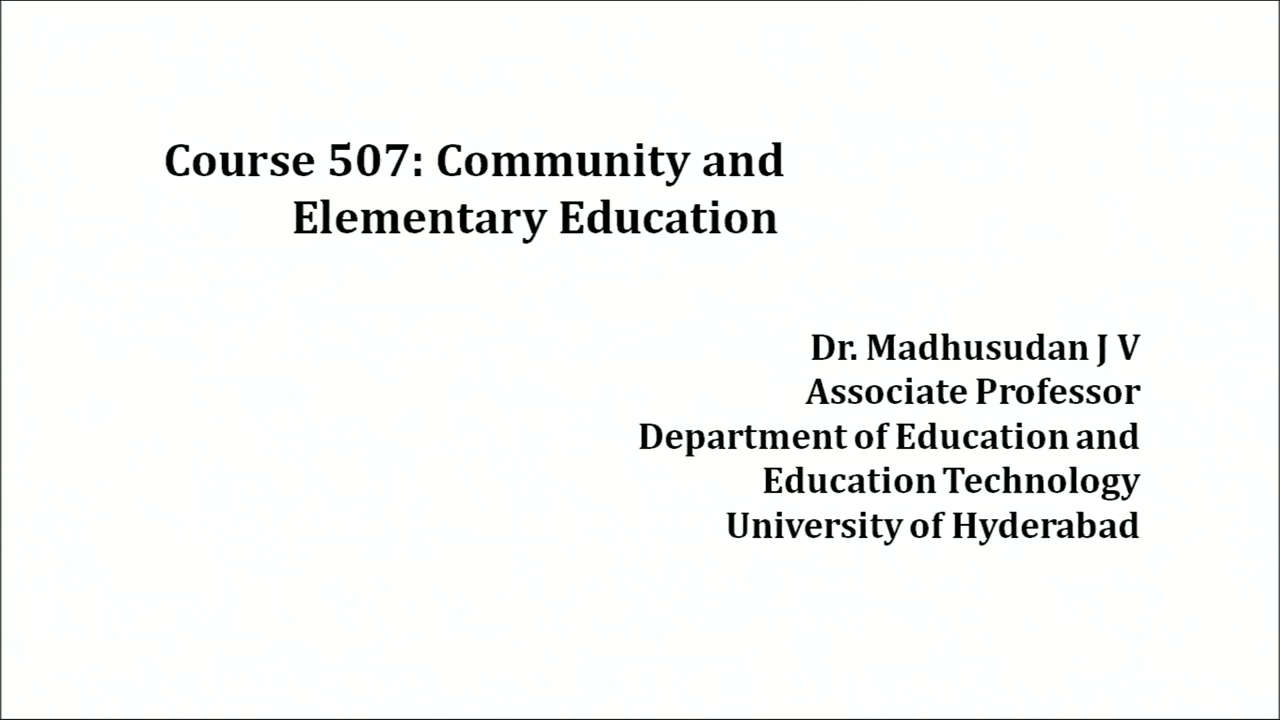 Course 507: Community and
Elementary Education
Dr. Madhusudan J V
Associate Professor
Department of Education and
Education Technology
University of Hyderabad